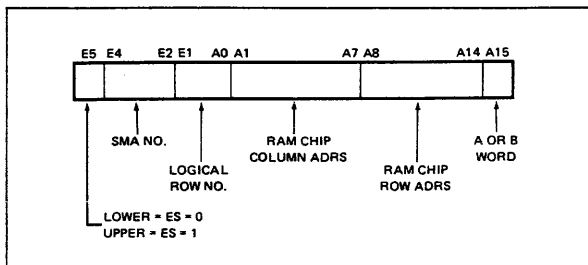 E5 E4 E2 E1 A0 A1 A7 A8 A14 A15
SMA NO.
LOGICAL
ROW NO.
RAM CHIP
COLUMN ADRS
RAM CHIP
ROW ADRS
A OR B
WORD
LOWER = ES = 0
UPPER = ES = 1